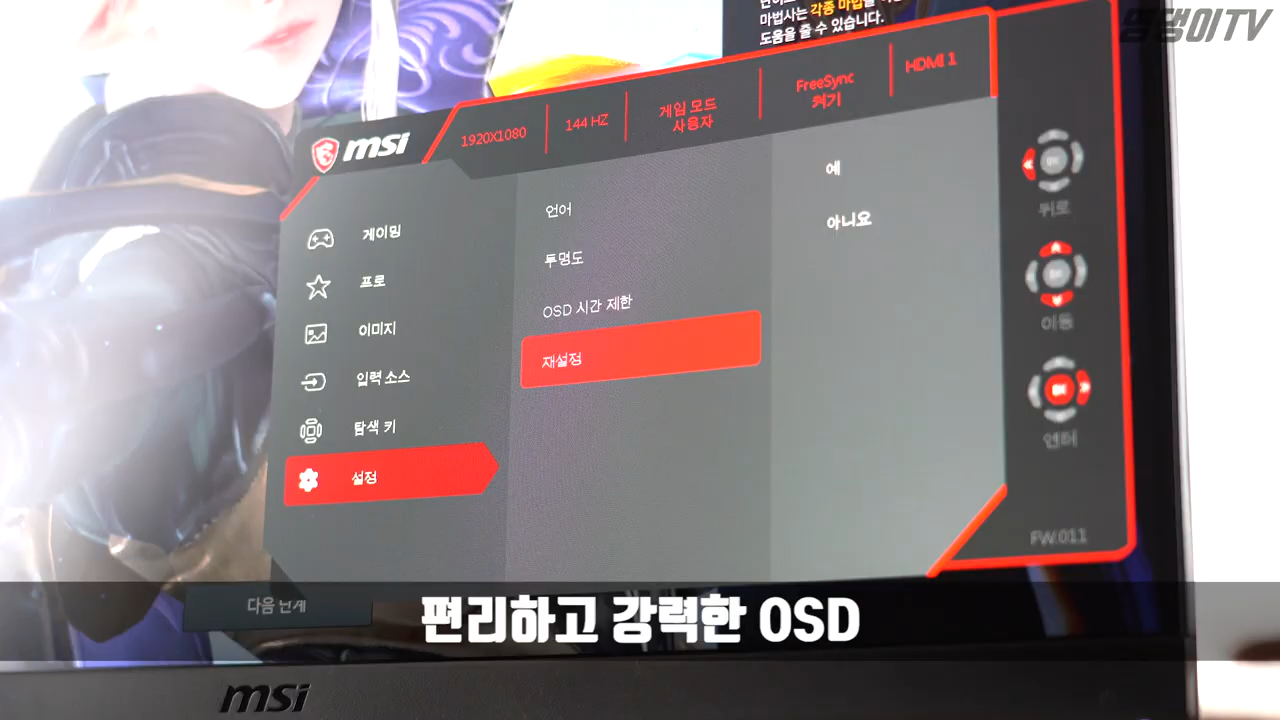 마법사는 각종 마법을
도움을 줄 수 있습니다.
msi
1920X1080
144 HZ
게임 모드
사용자
FreeSync
켜기
HDMI 1
게이밍
프로
이미지
입력 소스
탐색 키
설정
언어
투명도
OSD 시간 제한
재설정
예
아니요
뒤로
이동
엔터
FW.011
다음 단계
편리하고 강력한 OSD
msi